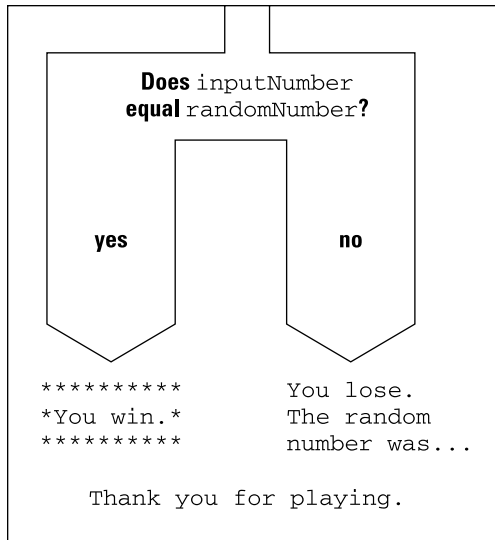 Does inputNumber
equal randomNumber?
yes
no
**********
*You win.*
**********
You lose.
The random
number was...
Thank you for playing.